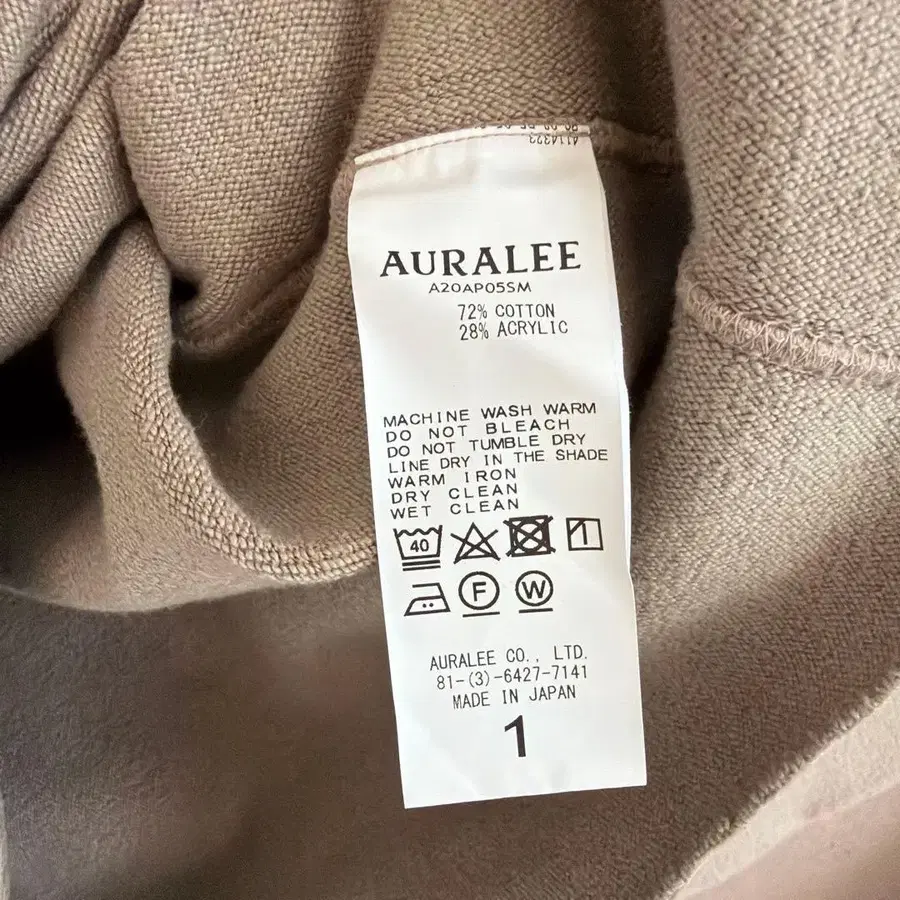 4114323
AURALEE
A20AP05SM
72% COTTON
28% ACRYLIC
MACHINE WASH WARM
DO NOT BLEACH
DO NOT TUMBLE DRY
LINE DRY IN THE SHADE
WARM IRON
DRY CLEAN
WET CLEAN
40
F W
AURALEE CO., LTD.
81-(3)-6427-7141
MADE IN JAPAN
1